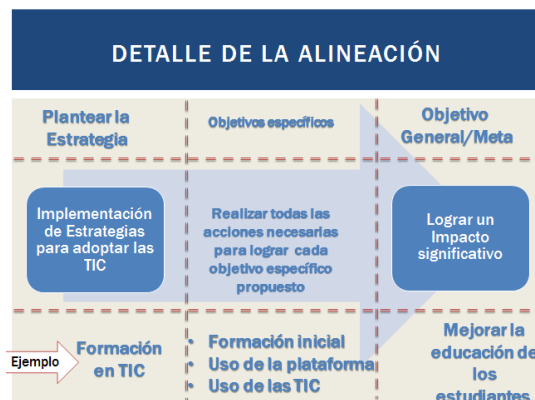 DETALLE DE LA ALINEACIÓN
Plantear la
Estrategia
Objetivos específicos
Objetivo
General/Meta
Implementación
de Estrategias
para adoptar las
TIC
Realizar todas las
acciones necesarias
para lograr cada
objetivo específico
propuesto
Lograr un
Impacto
significativo
Ejemplo
Formación
en TIC
• Formación inicial
• Uso de la plataforma
• Uso de las TIC
Mejorar la
educación de
los
estudiantes